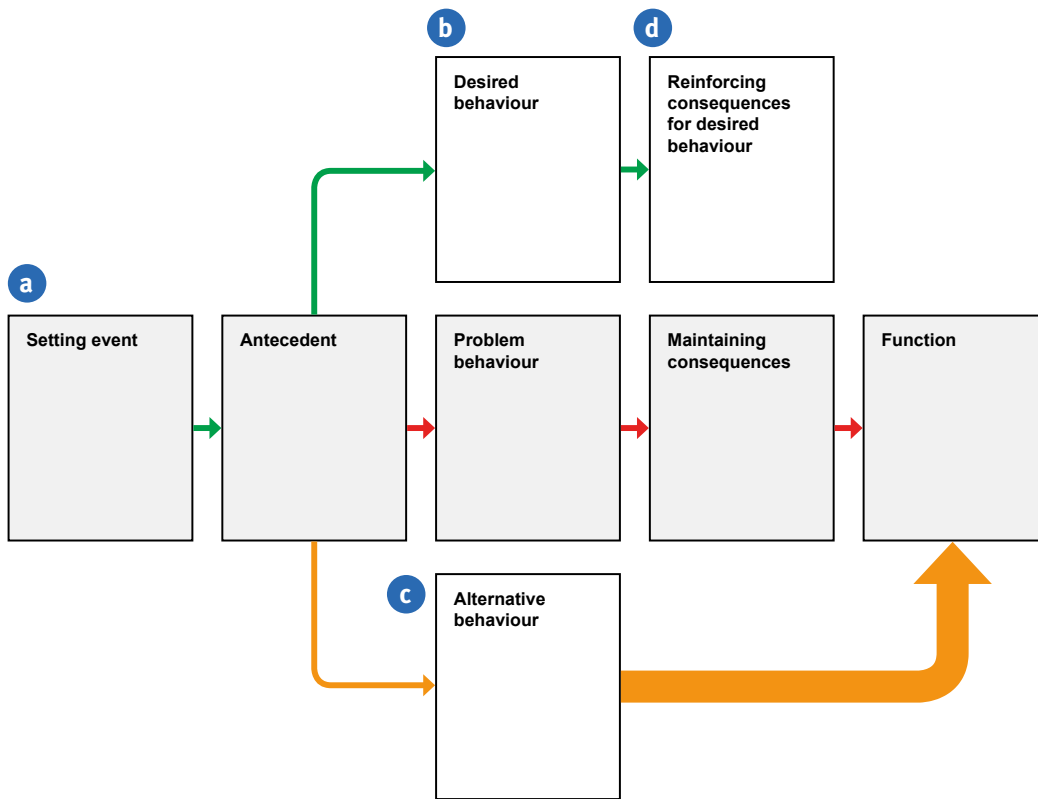 b
d
Desired
behaviour
Reinforcing
consequences
for desired
behaviour
a
Setting event
Antecedent
Problem
behaviour
Maintaining
consequences
Function
c
Alternative
behaviour